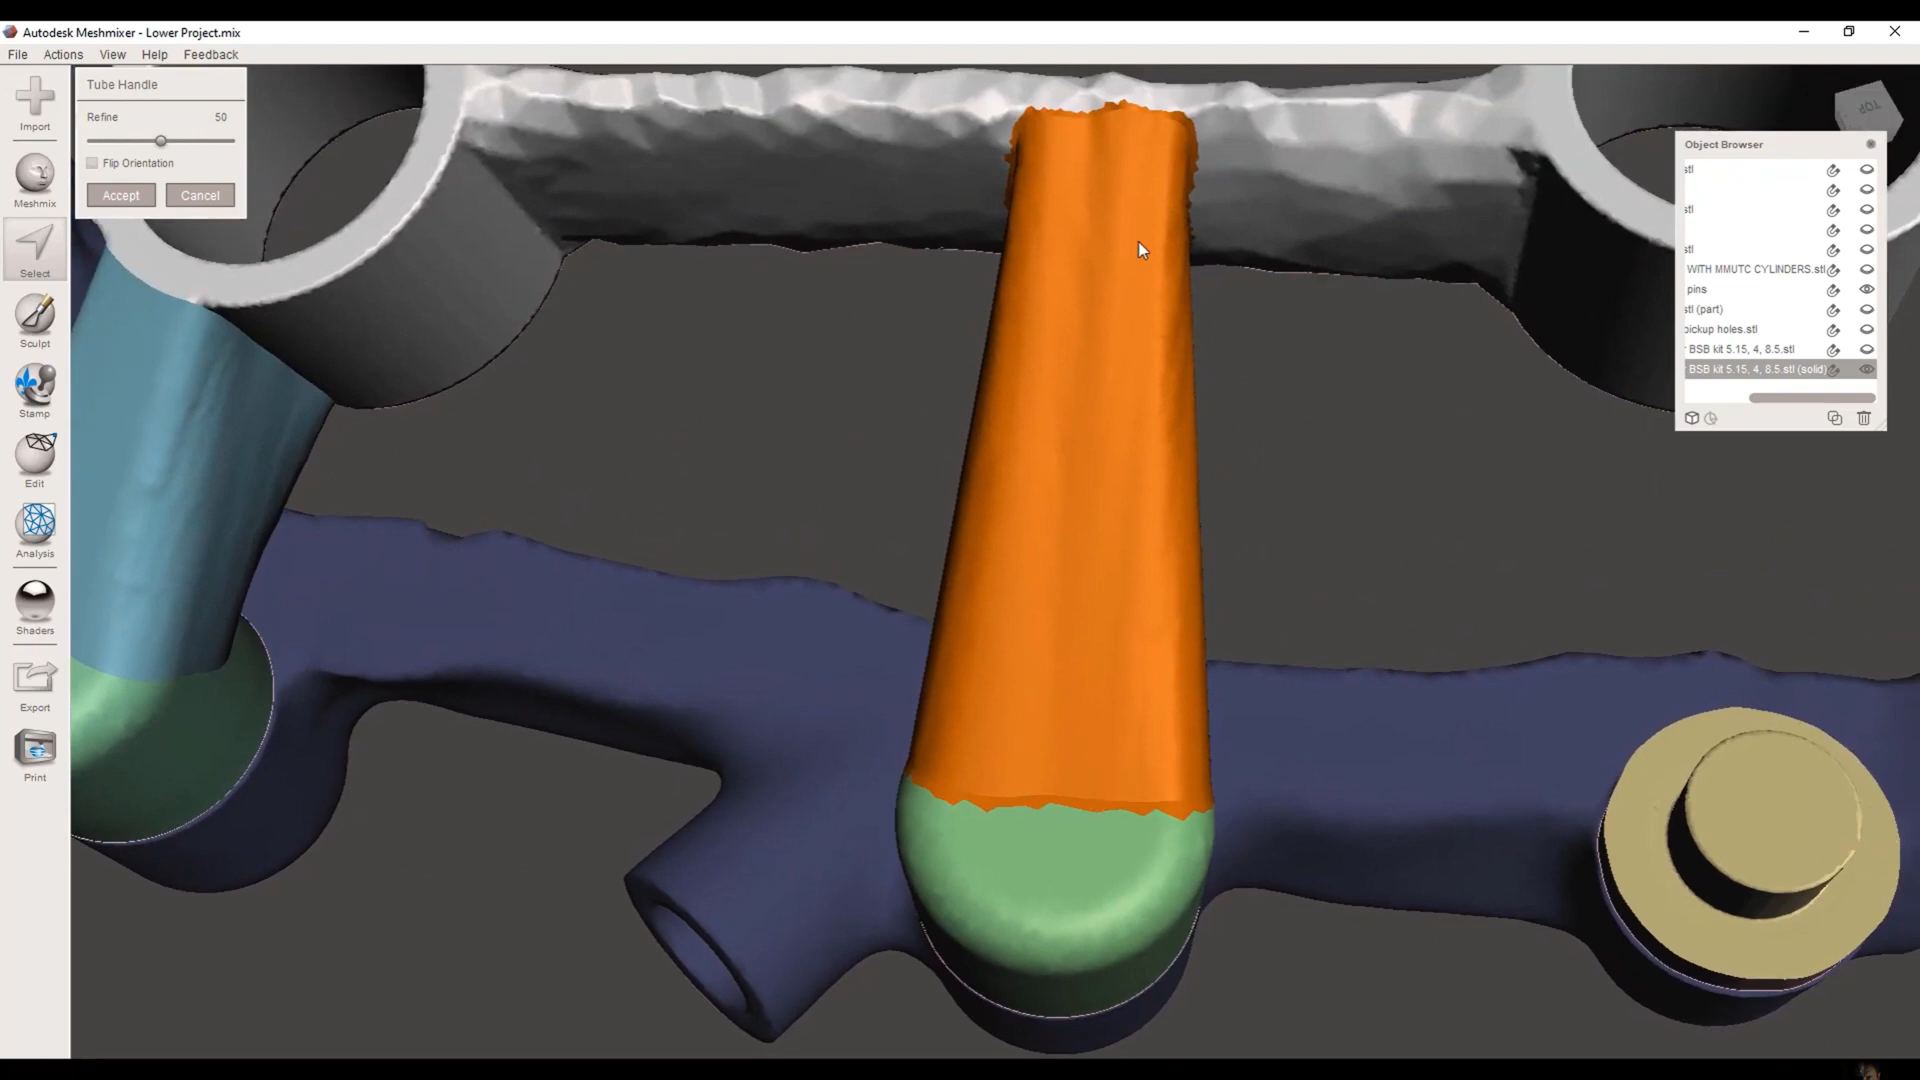 Autodesk Meshmixer - Lower Project.mix
File Actions View Help Feedback
Tube Handle
Refine 50
Flip Orientation
Accept Cancel
Import
Meshmix
Select
Sculpt
Stamp
Edit
Analysis
Shaders
Export
Print
TOP
Object Browser
stl
stl
stl
WITH MMUTC CYLINDERS.stl
pins
stl (part)
pickup holes.stl
BSB kit 5.15, 4, 8.5.stl
BSB kit 5.15, 4, 8.5.stl (solid)